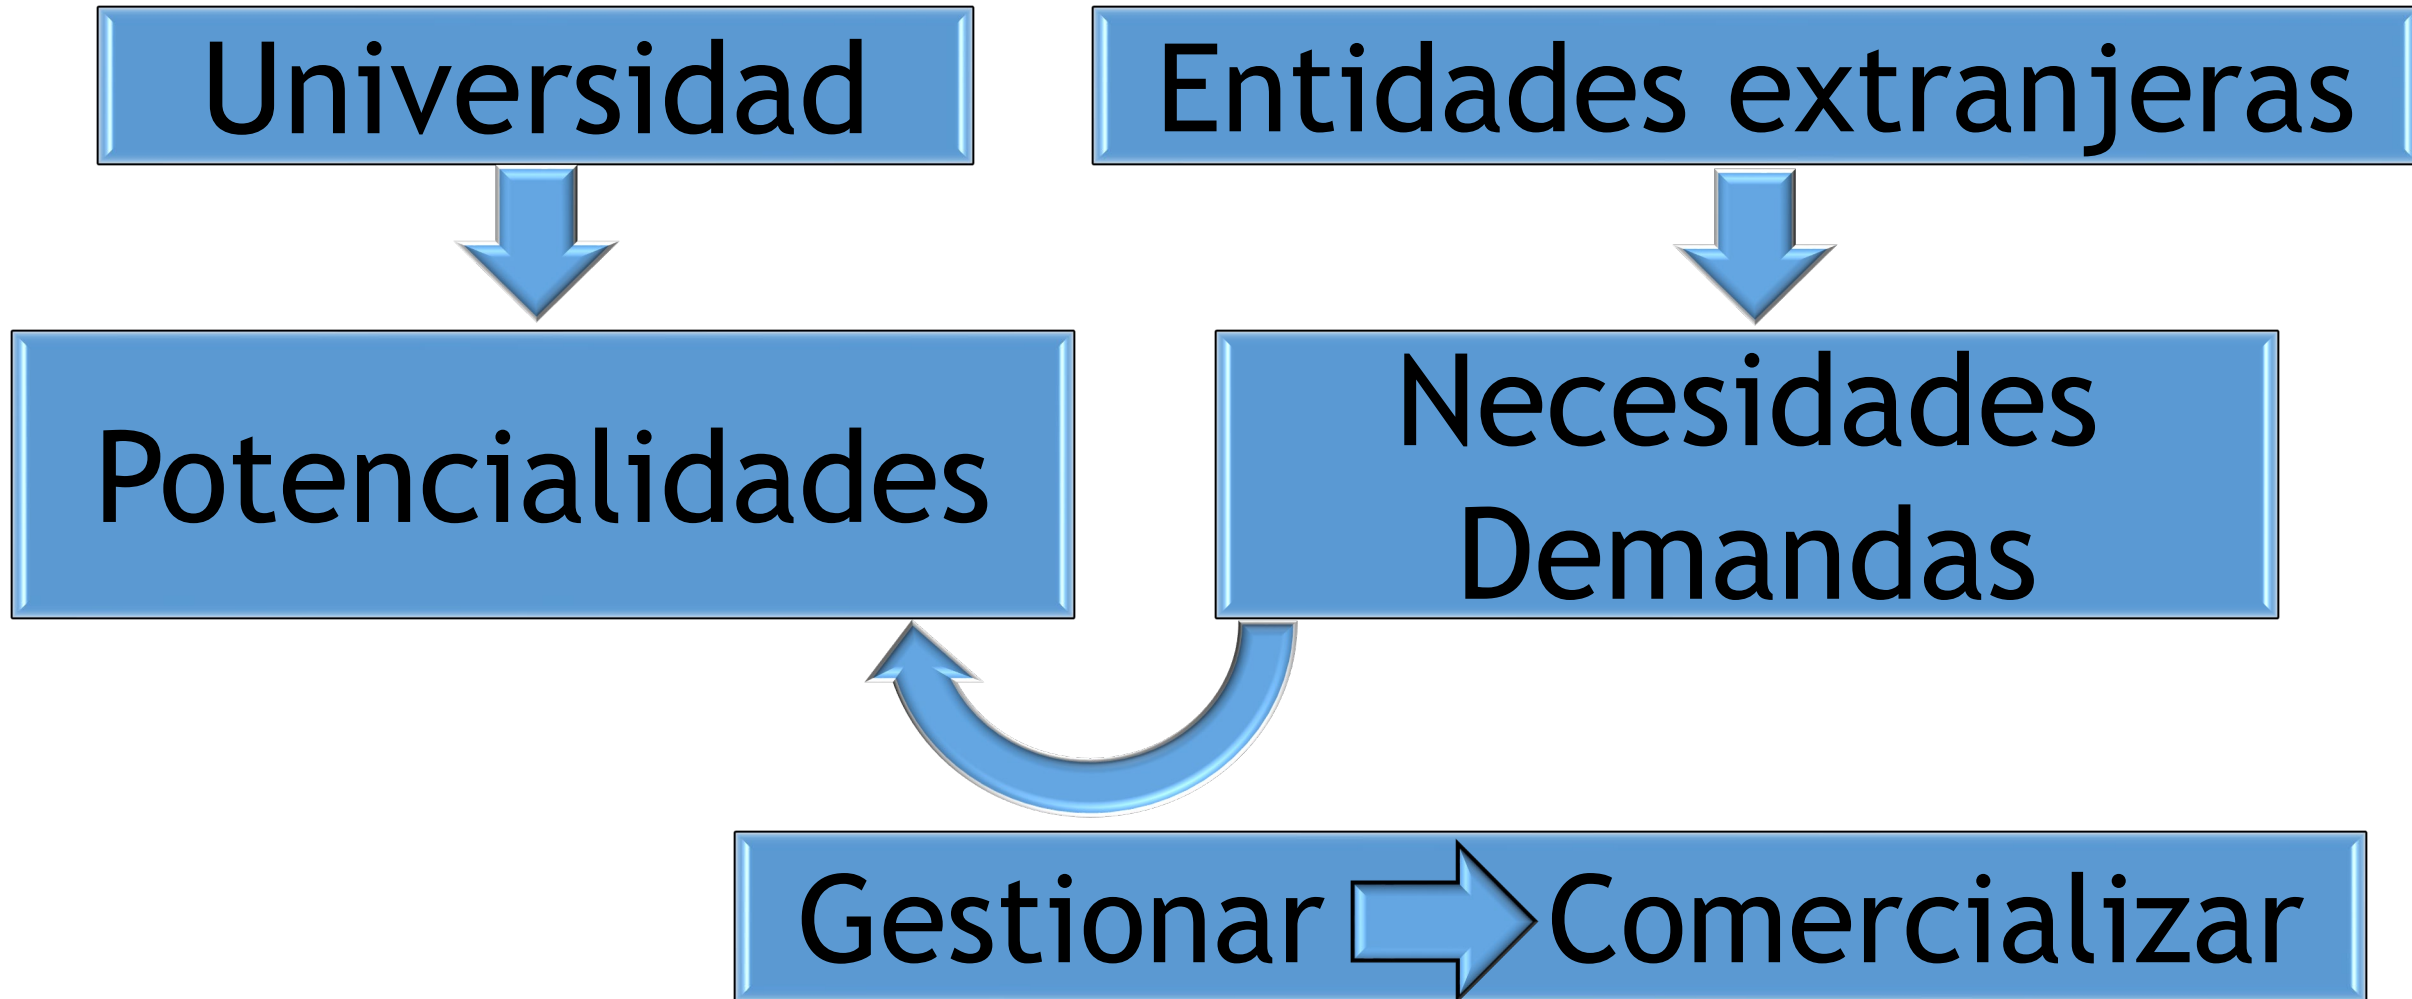 Universidad
Entidades extranjeras
Potencialidades
Necesidades
Demandas
Gestionar Comercializar